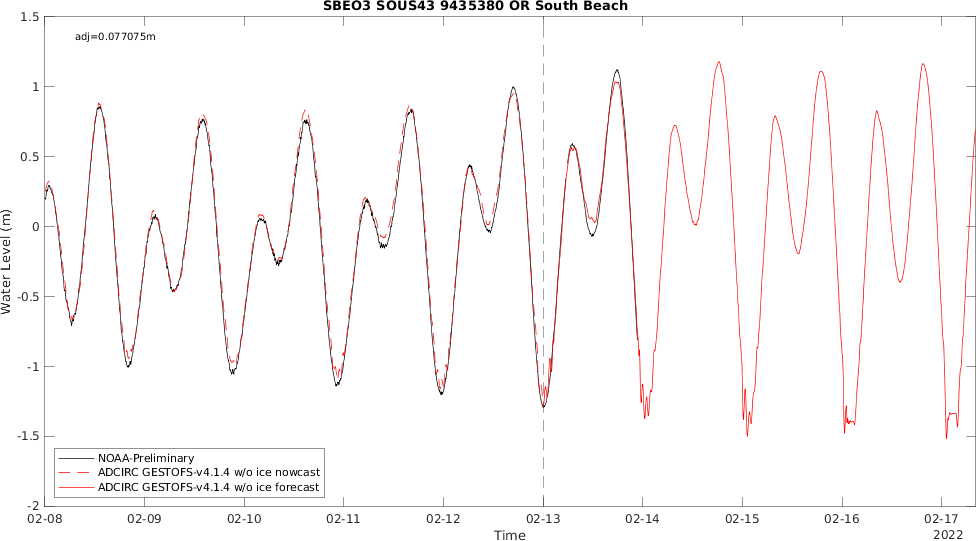 SBEO3 SOUS43 9435380 OR South Beach
adj=0.077075m
1.5
1
0.5
0
-0.5
-1
-1.5
-2
Water Level (m)
NOAA-Preliminary
ADCIRC GESTOFS-v4.1.4 w/o ice nowcast
ADCIRC GESTOFS-v4.1.4 w/o ice forecast
02-08 02-09 02-10 02-11 02-12 02-13 02-14 02-15 02-16 02-17
Time
2022